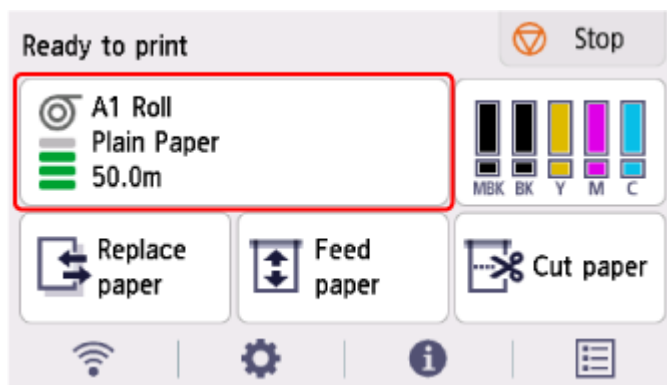 Ready to print
Stop
A1 Roll
Plain Paper
50.0m
MBK BK Y M C
Replace
paper
Feed
paper
Cut paper